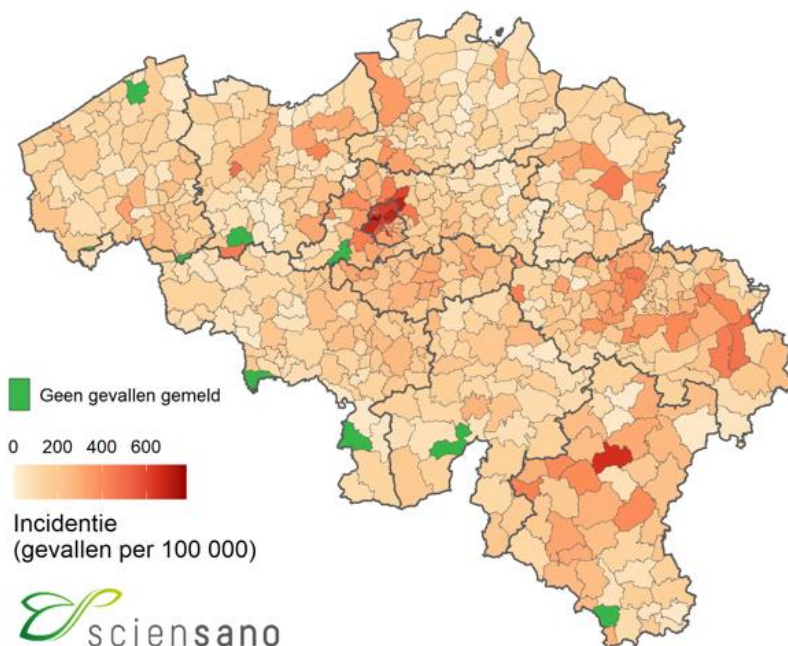 Geen gevallen gemeld
0 200 400 600
Incidentie
(gevallen per 100 000)
sciensano